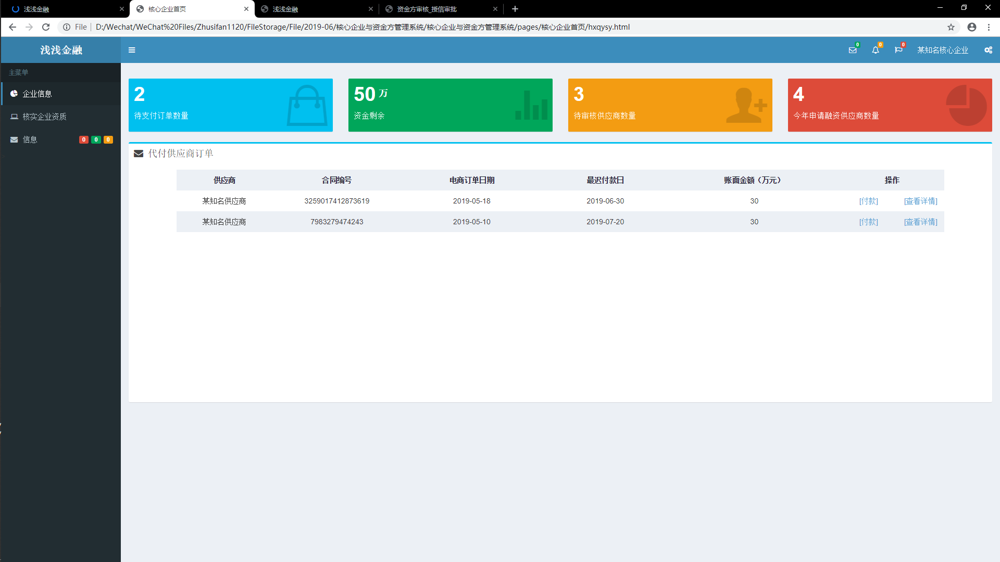 浅浅金融
核心企业首页
浅浅金融
资金方审核_授信审批
File D:/Wechat/WeChat%20Files/Zhusifan1120/FileStorage/File/2019-06/核心企业与资金方管理系统/核心企业与资金方管理系统/pages/核心企业首页/hxqysy.html
浅浅金融
0 0 0 某知名核心企业
主菜单
企业信息
核实企业资质
信息 0 0 0
2
待支付订单数量
50 万
资金剩余
3
待审核供应商数量
4
今年申请融资供应商数量
代付供应商订单
供应商 合同编号 电商订单日期 最迟付款日 账面金额（万元） 操作
某知名供应商 3259017412873619 2019-05-18 2019-06-30 30 [付款] [查看详情]
某知名供应商 7983279474243 2019-05-10 2019-07-20 30 [付款] [查看详情]